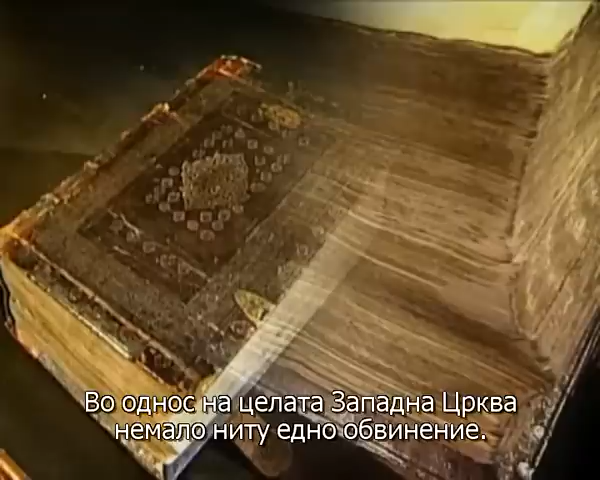 Во однос на целата Западна Црква
немало ниту едно обвинение.